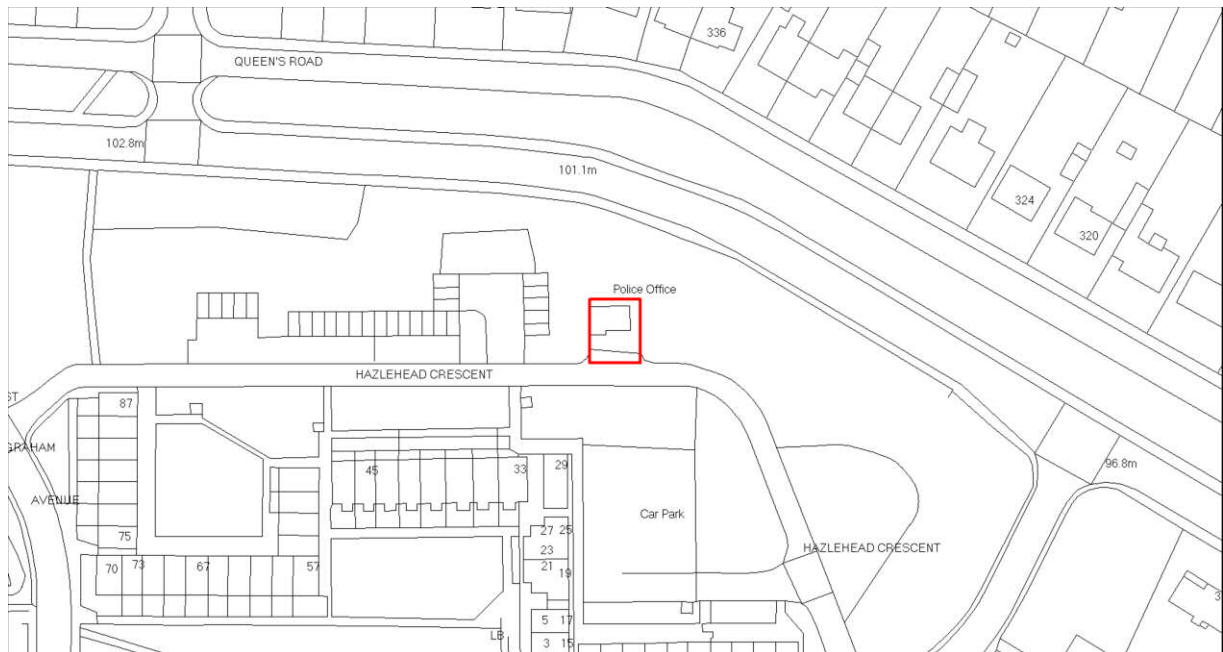 336
QUEEN'S ROAD
102.8m
101.1m
324
320
Police Office
HAZLEHEAD CRESCENT
ST
87
GRAHAM
45
33
29
96.8m
AVENUE
Car Park
27 25
75
23
HAZLEHEAD CRESCENT
70
73
67
57
21
19
5 17
LB
3 15